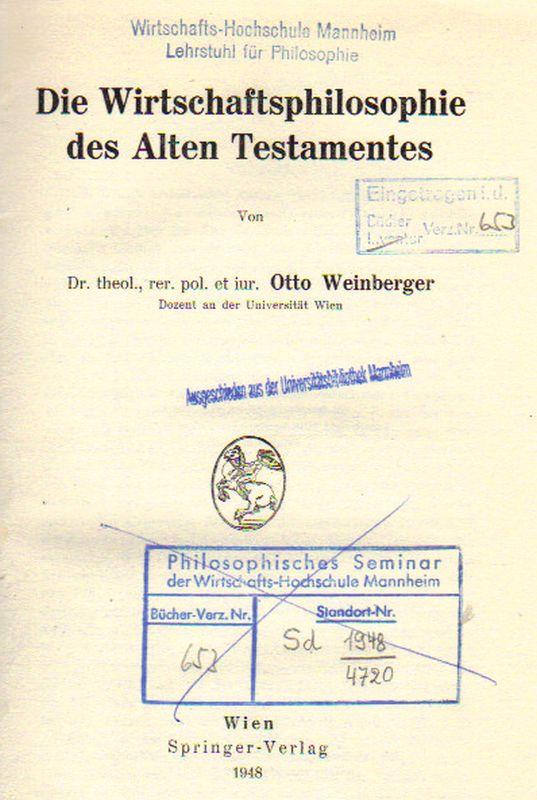 Wirtschafts-Hochschule Mannheim
Lehrstuhl für Philosophie
Die Wirtschaftsphilosophie
des Alten Testamentes
Eingetragen i. d.
Bücher Verz.Nr. 653
Inventar
Von
Dr. theol., rer. pol. et iur. Otto Weinberger
Dozent an der Universität Wien
Ausgeschieden aus der Universitätsbibliothek Mannheim
Philosophisches Seminar
der Wirtschafts-Hochschule Mannheim
Bücher-Verz. Nr. Standort-Nr.
653 Sd 1948
4720
Wien
Springer-Verlag
1948